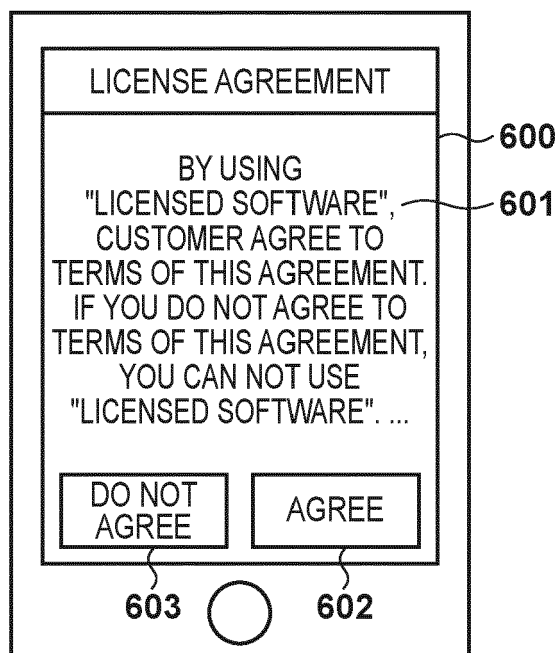 LICENSE AGREEMENT
600
BY USING
"LICENSED SOFTWARE",
601
CUSTOMER AGREE TO
TERMS OF THIS AGREEMENT.
IF YOU DO NOT AGREE TO
TERMS OF THIS AGREEMENT,
YOU CAN NOT USE
"LICENSED SOFTWARE". ...
DO NOT
AGREE
AGREE
603
602